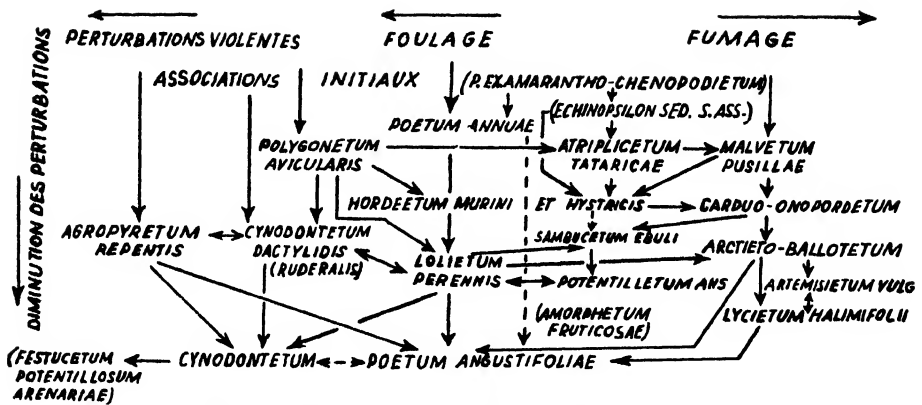 PERTURBATIONS VIOLENTES
FOULAGE
FUMAGE
DIMINUTION DES PERTURBATIONS
ASSOCIATIONS INITIAUX
(P. EXAMARANTHO-CHENOPODIETUM)
(ECHINOPSILON SED. S. ASS.)
POETUM ANNUAE
POLYGONETUM
AVICULARIS
ATRIPLICETUM
TATARICAE
MALVETUM
PUSILLAE
HORDEETUM MURINI
ET HYSTRICIS
CARDUO-ONOPORDETUM
AGROPYRETUM
REPENTIS
CYNODONTETUM
DACTYLIDIS
(RUDERALIS)
SAMBUCETUM EBULI
LOLIETUM
PERENNIS
ARCTIETO-BALLOTETUM
POTENTILLETUM ANS
ARTEMISIETUM VULG
(AMORPHETUM
FRUTICOSAE)
LYCIETUM HALIMIFOLII
(FESTUCETUM
POTENTILLOSUM
ARENARIAE)
CYNODONTETUM
POETUM ANGUSTIFOLIAE